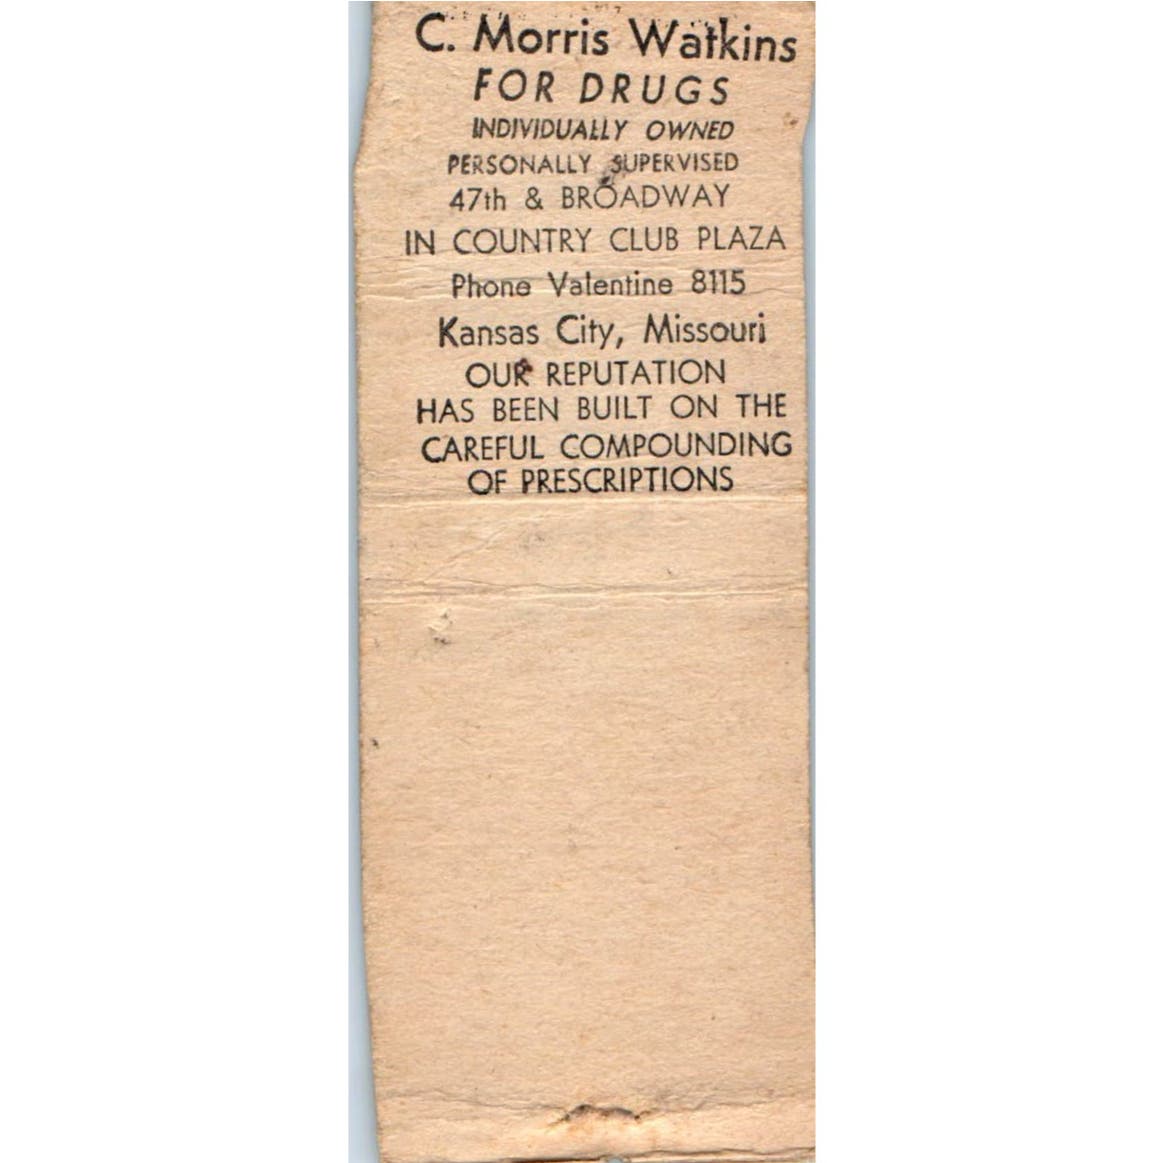 C. Morris Watkins
FOR DRUGS
INDIVIDUALLY OWNED
PERSONALLY SUPERVISED
47th & BROADWAY
IN COUNTRY CLUB PLAZA
Phone Valentine 8115
Kansas City, Missouri
OUR REPUTATION
HAS BEEN BUILT ON THE
CAREFUL COMPOUNDING
OF PRESCRIPTIONS